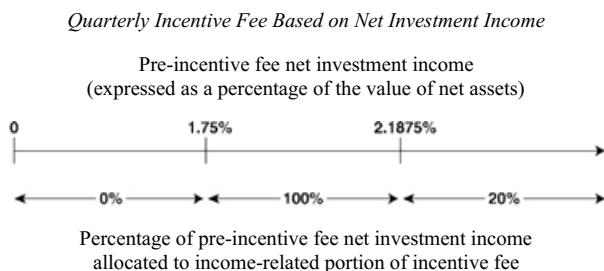 Quarterly Incentive Fee Based on Net Investment Income
Pre-incentive fee net investment income
(expressed as a percentage of the value of net assets)
0 1.75% 2.1875%
0% 100% 20%
Percentage of pre-incentive fee net investment income
allocated to income-related portion of incentive fee